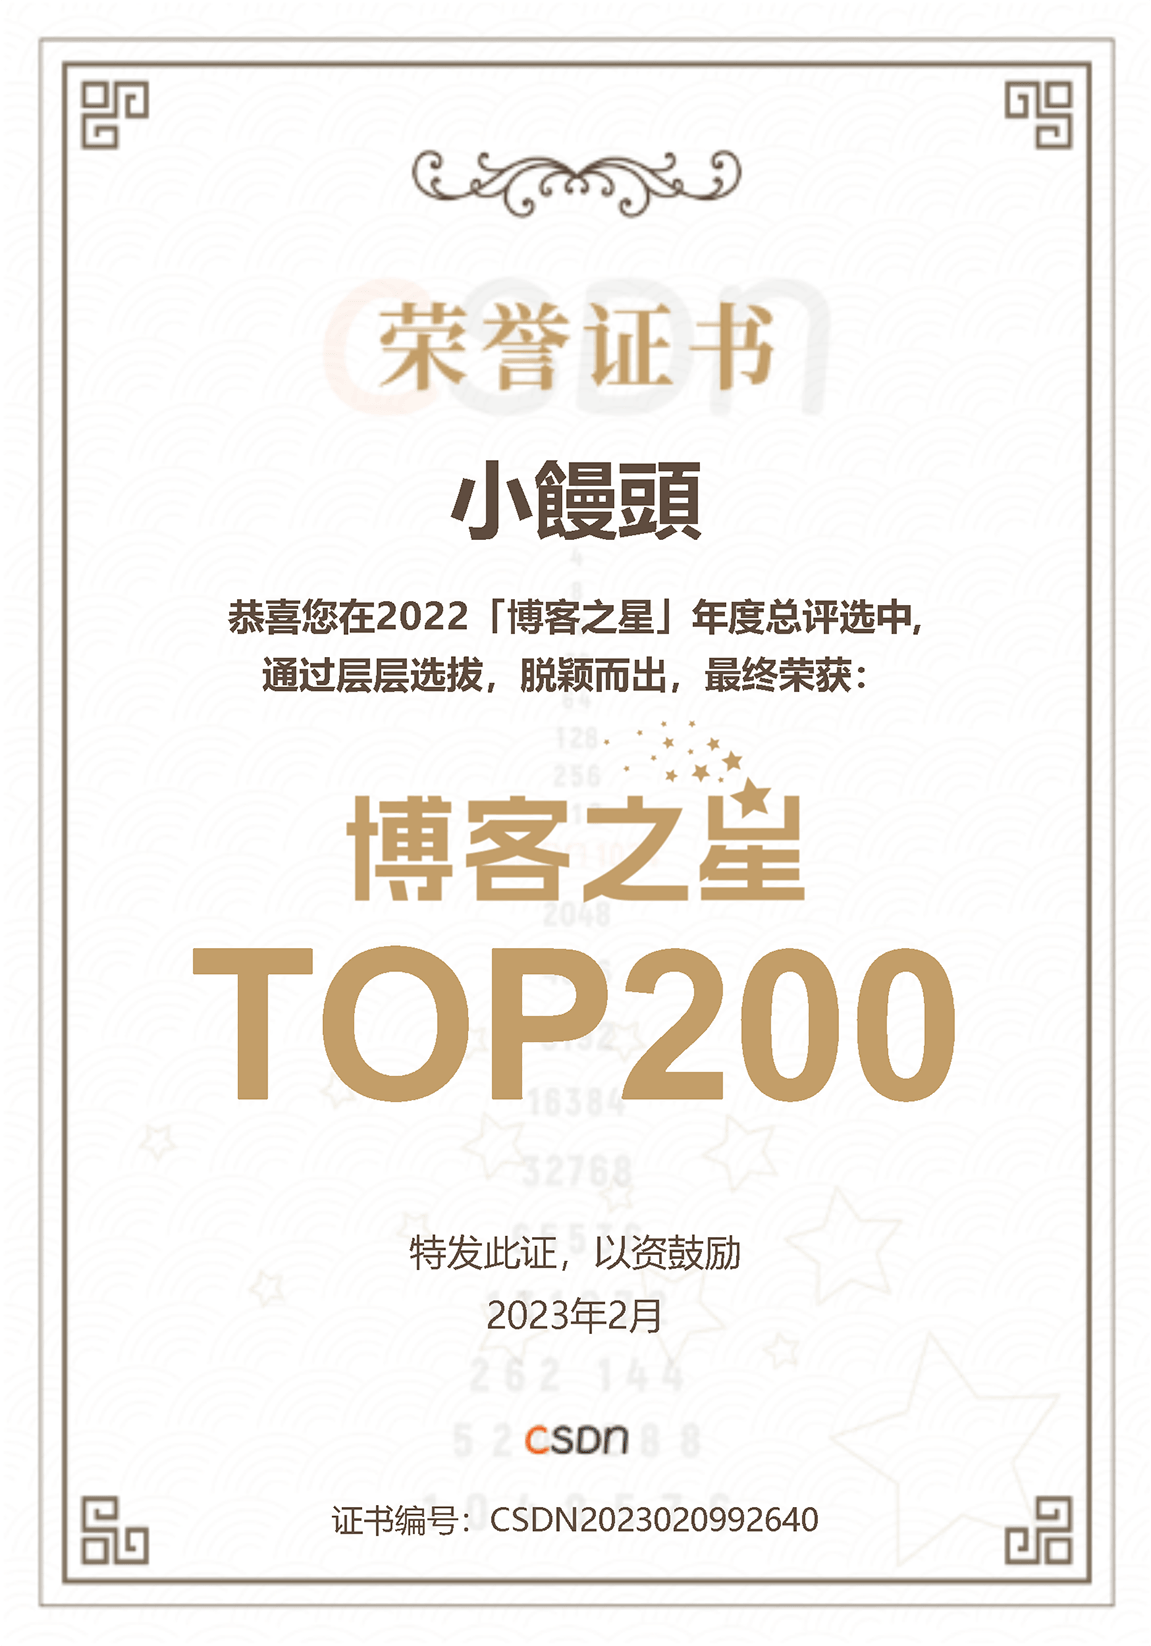 荣誉证书
小饅頭
恭喜您在2022「博客之星」年度总评选中,
通过层层选拔，脱颖而出，最终荣获：
博客之星
TOP200
特发此证，以资鼓励
2023年2月
CSDN
证书编号：CSDN2023020992640